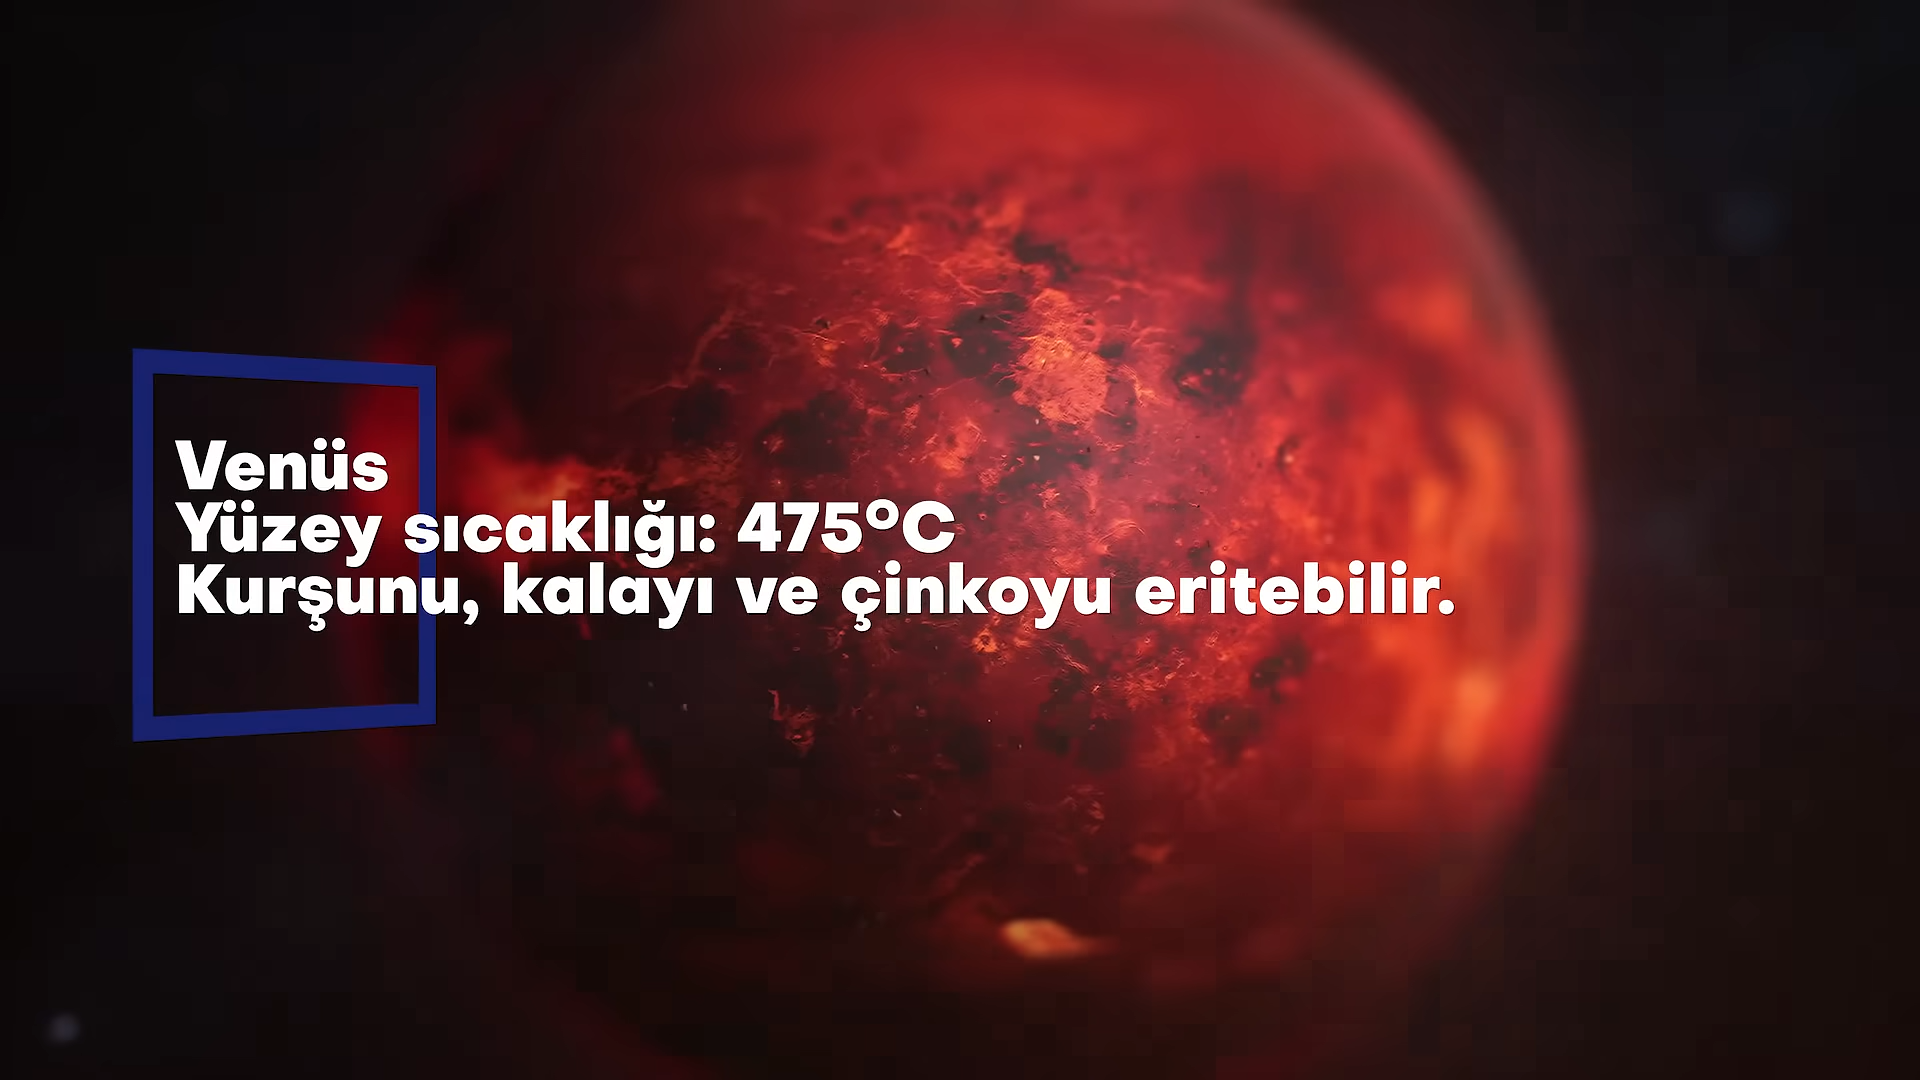 Venüs
Yüzey sıcaklığı: 475°C
Kurşunu, kalayı ve çinkoyu eritebilir.